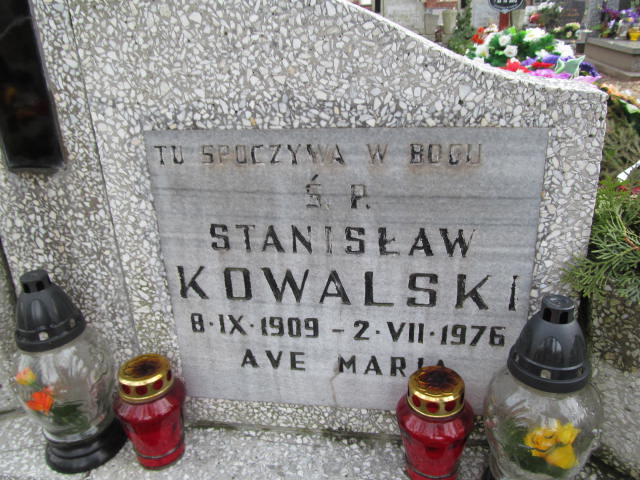 TU SPOCZYWA W BOGU
Ś. P.
STANISŁAW
KOWALSKI
8·IX·1909 – 2·VII·1976
AVE MARIA